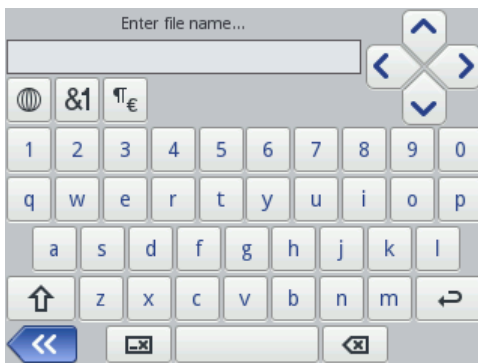 Enter file name...
&1 ¶€
1 2 3 4 5 6 7 8 9 0
q w e r t y u i o p
a s d f g h j k l
z x c v b n m